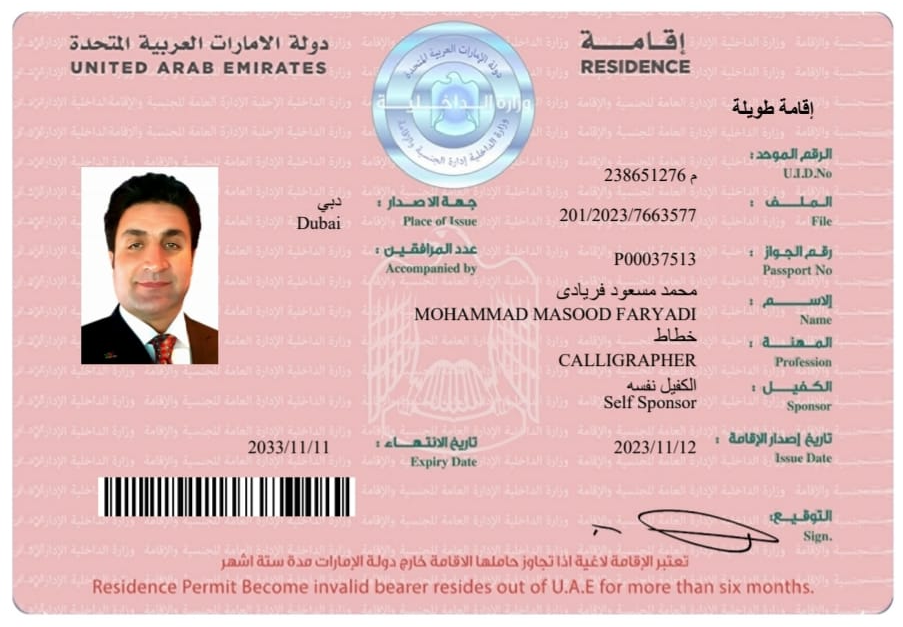 دولة الامارات العربية المتحدة
UNITED ARAB EMIRATES
إقامة
RESIDENCE
وزارة الداخلية
إقامة طويلة
الرقم الموحد :
U.I.D.No
م 238651276
الملف :
File
201/2023/7663577
جهة الاصدار :
Place of Issue
دبي
Dubai
رقم الجواز :
Passport No
P00037513
عدد المرافقين :
Accompanied by
الاسم :
Name
محمد مسعود فریادی
MOHAMMAD MASOOD FARYADI
المهنة :
Profession
خطاط
CALLIGRAPHER
الكفيل :
Sponsor
الكفيل نفسه
Self Sponsor
تاريخ إصدار الإقامة :
Issue Date
2023/11/12
تاريخ الانتهاء :
Expiry Date
2033/11/11
التوقيع:
Sign.
تعتبر الإقامة لاغية اذا تجاوز حاملها الاقامة خارج دولة الإمارات مدة ستة اشهر
Residence Permit Become invalid bearer resides out of U.A.E for more than six months.